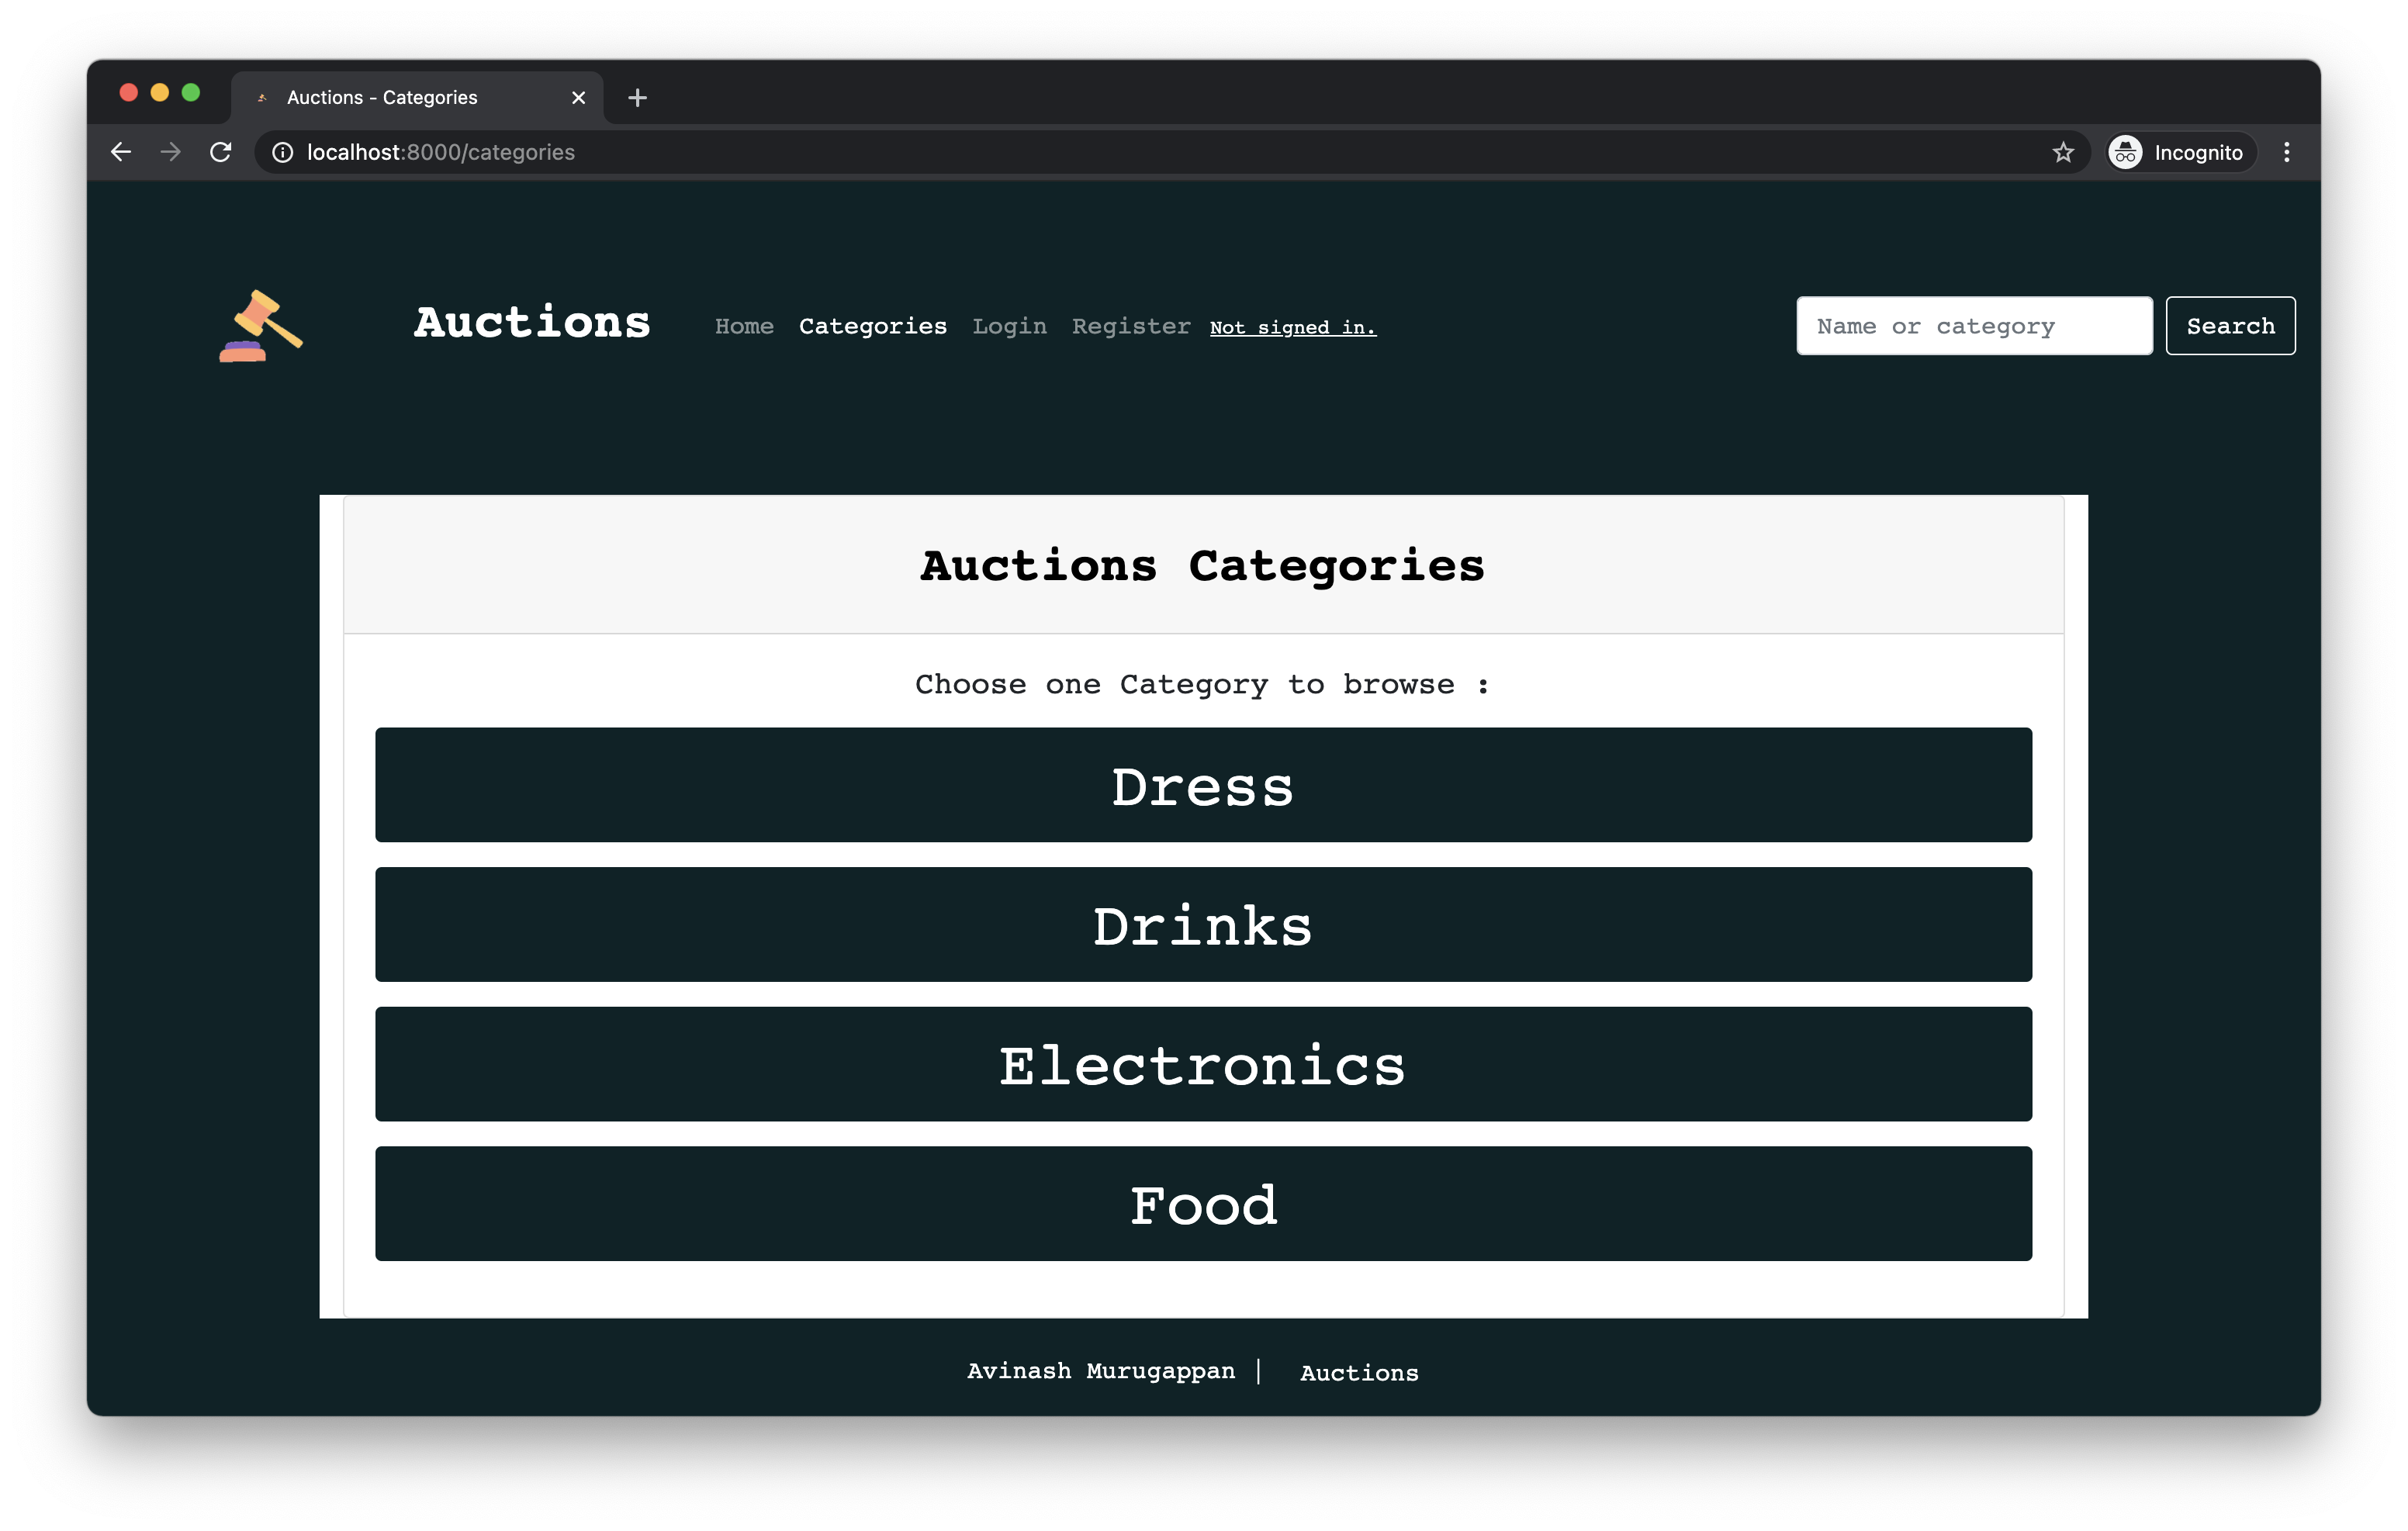 Auctions - Categories
localhost:8000/categories
Incognito
Auctions
Home Categories Login Register Not signed in.
Name or category
Search
Auctions Categories
Choose one Category to browse :
Dress
Drinks
Electronics
Food
Avinash Murugappan | Auctions